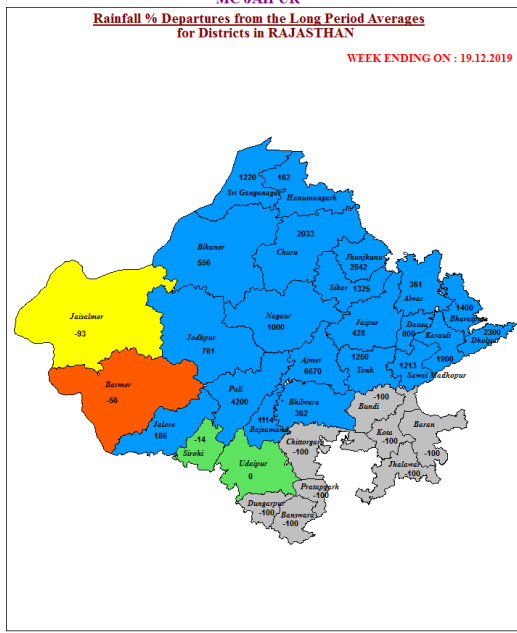 MC JAIPUR
Rainfall % Departures from the Long Period Averages
for Districts in RAJASTHAN
WEEK ENDING ON : 19.12.2019
1220
162
Sri Ganganagar
Hanumangarh
2033
Bikaner
556
Churu
Jhunjhunu
2842
Sikar
1325
361
Alwar
1400
Bharatpur
Jaisalmer
-93
Nagaur
1000
Jaipur
428
Dausa
800
Karauli
2300
Dholpur
Jodhpur
761
Ajmer
6670
1250
Tonk
1213
1900
Sawai Madhopur
Barmer
-56
Pali
4200
Bhilwara
362
-100
Bundi
Jalore
186
1114
Rajsamand
Kota
-100
Baran
-14
Sirohi
Chittorgarh
-100
-100
Udaipur
0
Jhalawar
-100
Pratapgarh
-100
Dungarpur
-100
Banswara
-100